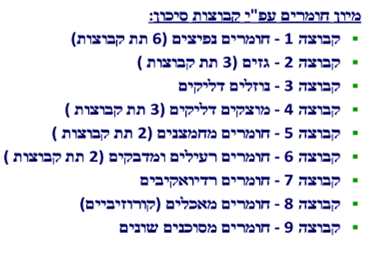 מיון חומרים עפ"י קבוצות סיכון:
▪ קבוצה 1 - חומרים נפיצים (6 תת קבוצות)
▪ קבוצה 2 - גזים (3 תת קבוצות )
▪ קבוצה 3 - נוזלים דליקים
▪ קבוצה 4 - מוצקים דליקים (3 תת קבוצות )
▪ קבוצה 5 - חומרים מחמצנים (2 תת קבוצות )
▪ קבוצה 6 - חומרים רעילים ומדבקים (2 תת קבוצות )
▪ קבוצה 7 - חומרים רדיואקיבים
▪ קבוצה 8 - חומרים מאכלים (קורוזיביים)
▪ קבוצה 9 - חומרים מסוכנים שונים